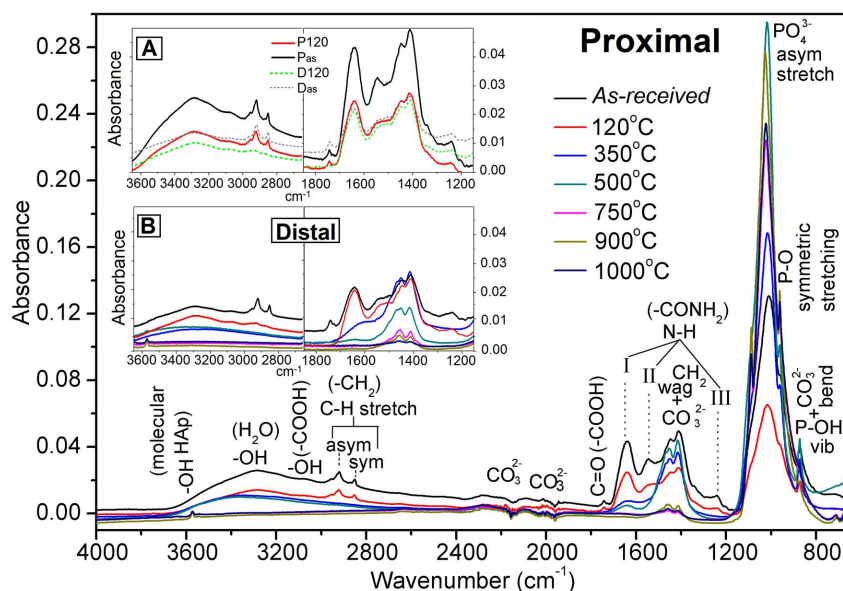 Proximal
As-received
120°C
350°C
500°C
750°C
900°C
1000°C
PO₄³⁻
asym
stretch
P-O
symmetric
stretching
CO₃²⁻
bend
+
P-OH
vib
(-CONH₂)
N-H
I
II
III
CH₂
wag
+
CO₃²⁻
C=O (-COOH)
CO₃²⁻
CO₃²⁻
(-CH₂)
C-H stretch
asym
sym
-OH (-COOH)
(H₂O)
-OH
(molecular
-OH HAp)
A
P120
Pas
D120
Das
Absorbance
0.04
0.03
0.02
0.01
0.00
3600 3200 2800
cm⁻¹
1800 1600 1400 1200
B
Distal
Absorbance
0.04
0.03
0.02
0.01
0.00
3600 3200 2800
cm⁻¹
1800 1600 1400 1200
Absorbance
0.28
0.24
0.20
0.16
0.12
0.08
0.04
0.00
4000 3600 3200 2800 2400 2000 1600 1200 800
Wavenumber (cm⁻¹)